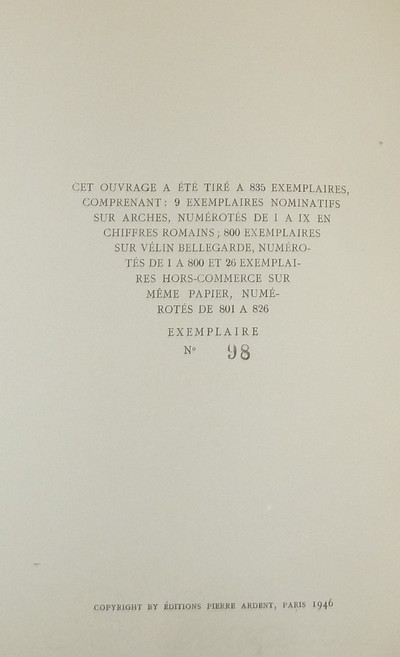 CET OUVRAGE A ÉTÉ TIRÉ A 835 EXEMPLAIRES,
COMPRENANT : 9 EXEMPLAIRES NOMINATIFS
SUR ARCHES, NUMÉROTÉS DE I A IX EN
CHIFFRES ROMAINS ; 800 EXEMPLAIRES
SUR VÉLIN BELLEGARDE, NUMÉRO-
TÉS DE 1 A 800 ET 26 EXEMPLAI-
RES HORS-COMMERCE SUR
MÊME PAPIER, NUMÉ-
ROTÉS DE 801 A 826
EXEMPLAIRE
Nº 98
COPYRIGHT BY ÉDITIONS PIERRE ARDENT, PARIS 1946